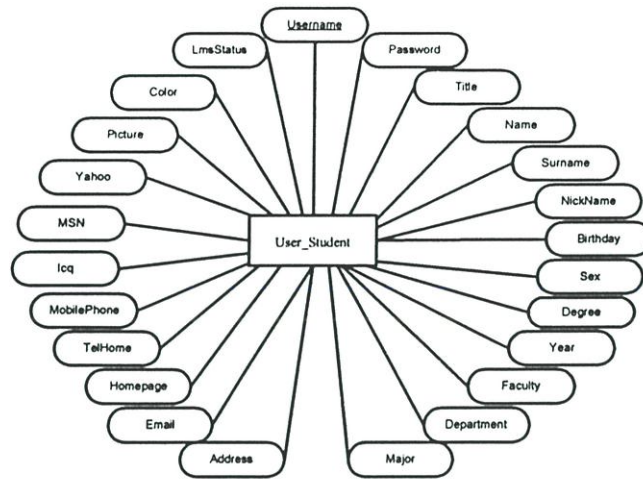 Username
LmsStatus
Password
Color
Title
Picture
Name
Yahoo
Surname
MSN
NickName
User_Student
Birthday
Icq
Sex
MobilePhone
Degree
TelHome
Year
Homepage
Faculty
Email
Department
Address
Major